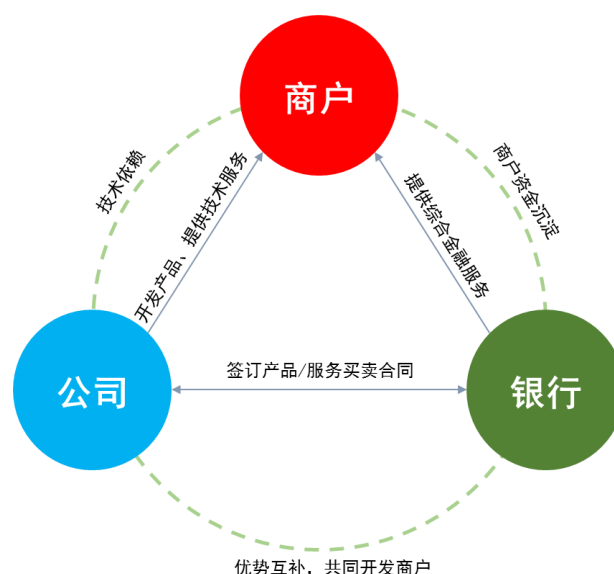 商户
技术依赖
开发产品、提供技术服务
提供综合金融服务
商户资金沉淀
公司
签订产品/服务买卖合同
银行
优势互补，共同开发商户